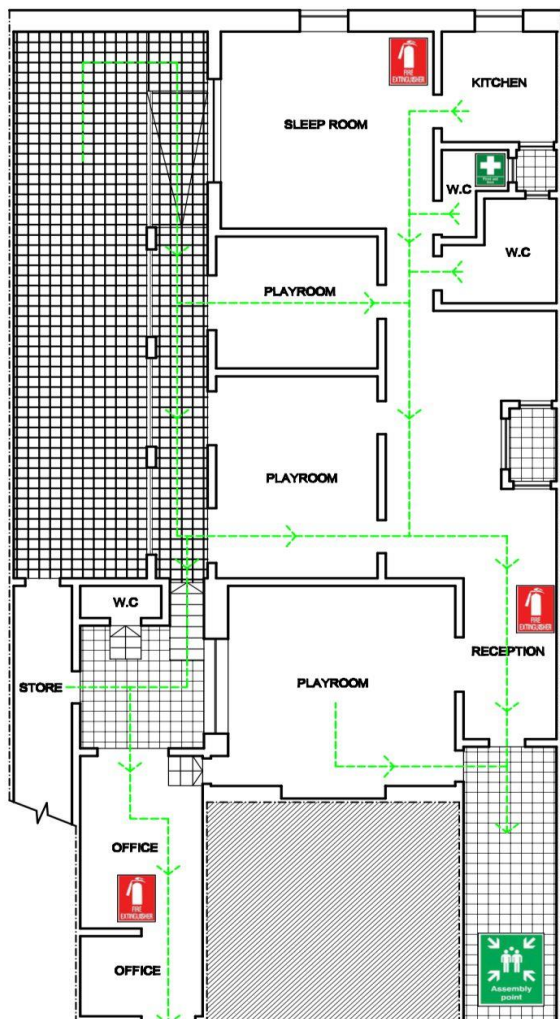 FIRE
EXTINGUISHER
KITCHEN
SLEEP ROOM
W.C
W.C
PLAYROOM
PLAYROOM
FIRE
EXTINGUISHER
W.C
RECEPTION
STORE
PLAYROOM
OFFICE
FIRE
EXTINGUISHER
OFFICE
Assembly
point